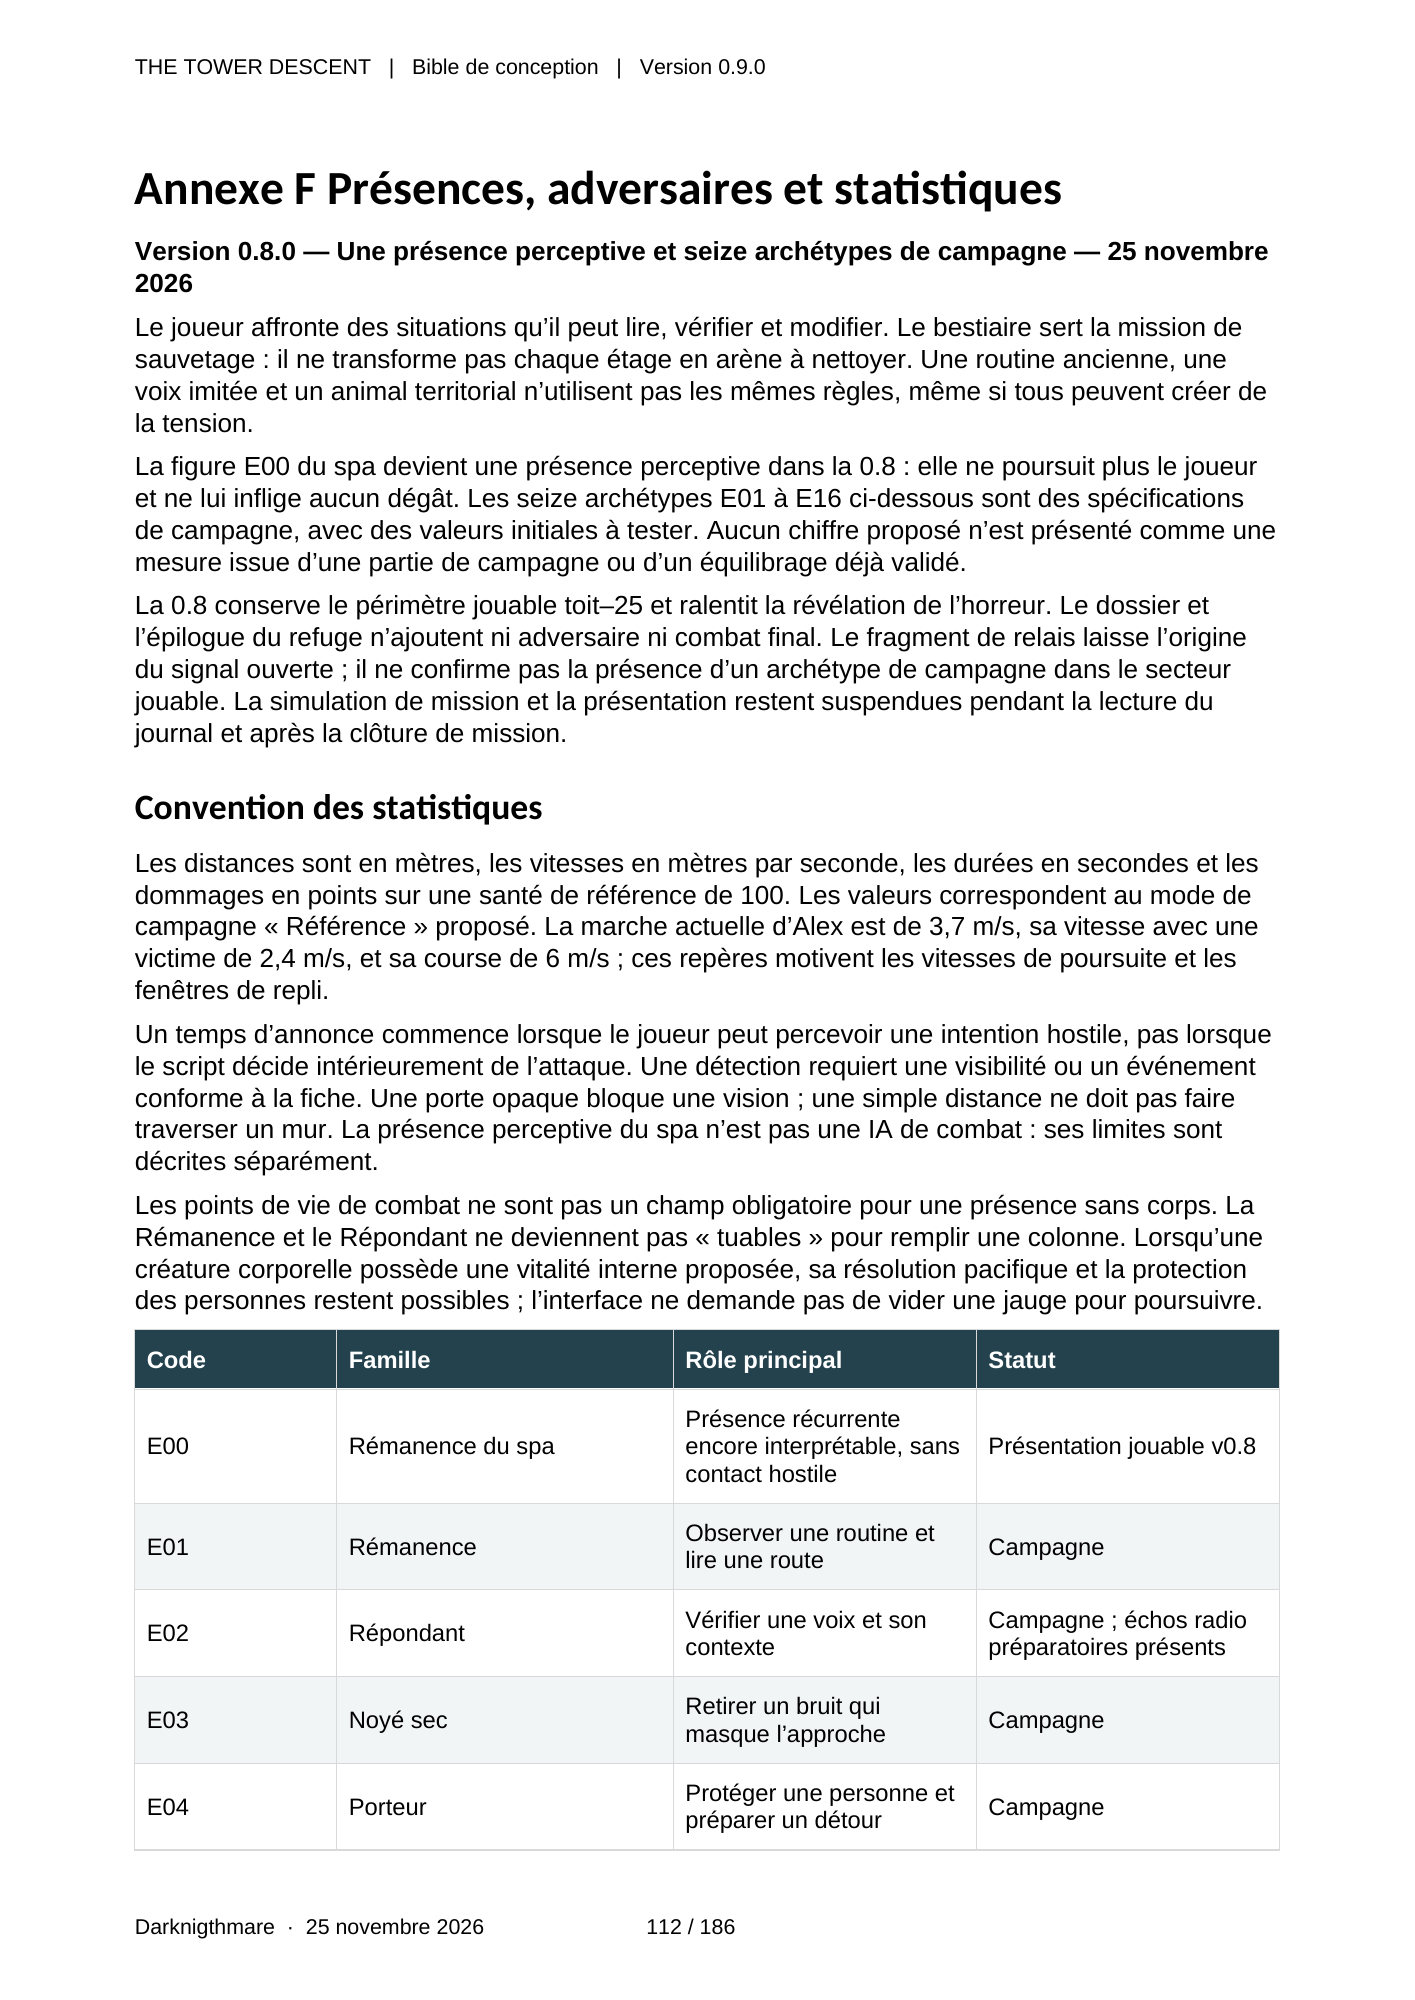 THE TOWER DESCENT | Bible de conception | Version 0.9.0
Annexe F Présences, adversaires et statistiques
Version 0.8.0 — Une présence perceptive et seize archétypes de campagne — 25 novembre
2026
Le joueur affronte des situations qu’il peut lire, vérifier et modifier. Le bestiaire sert la mission de
sauvetage : il ne transforme pas chaque étage en arène à nettoyer. Une routine ancienne, une
voix imitée et un animal territorial n’utilisent pas les mêmes règles, même si tous peuvent créer de
la tension.
La figure E00 du spa devient une présence perceptive dans la 0.8 : elle ne poursuit plus le joueur
et ne lui inflige aucun dégât. Les seize archétypes E01 à E16 ci-dessous sont des spécifications
de campagne, avec des valeurs initiales à tester. Aucun chiffre proposé n’est présenté comme une
mesure issue d’une partie de campagne ou d’un équilibrage déjà validé.
La 0.8 conserve le périmètre jouable toit–25 et ralentit la révélation de l’horreur. Le dossier et
l’épilogue du refuge n’ajoutent ni adversaire ni combat final. Le fragment de relais laisse l’origine
du signal ouverte ; il ne confirme pas la présence d’un archétype de campagne dans le secteur
jouable. La simulation de mission et la présentation restent suspendues pendant la lecture du
journal et après la clôture de mission.
Convention des statistiques
Les distances sont en mètres, les vitesses en mètres par seconde, les durées en secondes et les
dommages en points sur une santé de référence de 100. Les valeurs correspondent au mode de
campagne « Référence » proposé. La marche actuelle d’Alex est de 3,7 m/s, sa vitesse avec une
victime de 2,4 m/s, et sa course de 6 m/s ; ces repères motivent les vitesses de poursuite et les
fenêtres de repli.
Un temps d’annonce commence lorsque le joueur peut percevoir une intention hostile, pas lorsque
le script décide intérieurement de l’attaque. Une détection requiert une visibilité ou un événement
conforme à la fiche. Une porte opaque bloque une vision ; une simple distance ne doit pas faire
traverser un mur. La présence perceptive du spa n’est pas une IA de combat : ses limites sont
décrites séparément.
Les points de vie de combat ne sont pas un champ obligatoire pour une présence sans corps. La
Rémanence et le Répondant ne deviennent pas « tuables » pour remplir une colonne. Lorsqu’une
créature corporelle possède une vitalité interne proposée, sa résolution pacifique et la protection
des personnes restent possibles ; l’interface ne demande pas de vider une jauge pour poursuivre.
Code Famille Rôle principal Statut
Présence récurrente
E00 Rémanence du spa encore interprétable, sans Présentation jouable v0.8
contact hostile
Observer une routine et
E01 Rémanence lire une route Campagne
Vérifier une voix et son Campagne ; échos radio
E02 Répondant contexte préparatoires présents
Retirer un bruit qui
E03 Noyé sec masque l’approche Campagne
Protéger une personne et
E04 Porteur préparer un détour Campagne
Darknigthmare · 25 novembre 2026 112 / 186